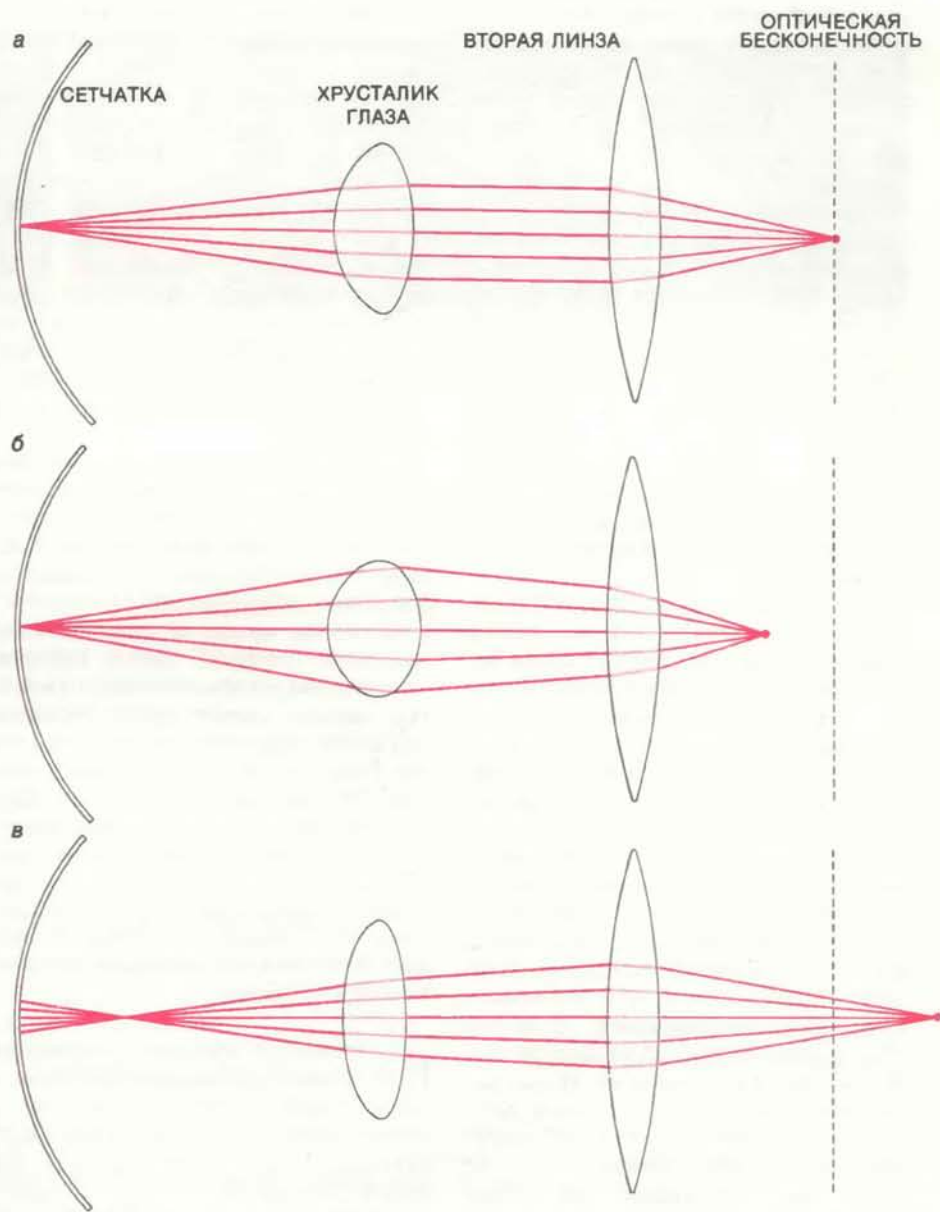 а
СЕТЧАТКА
ХРУСТАЛИК
ГЛАЗА
ВТОРАЯ ЛИНЗА
ОПТИЧЕСКАЯ
БЕСКОНЕЧНОСТЬ
б
в